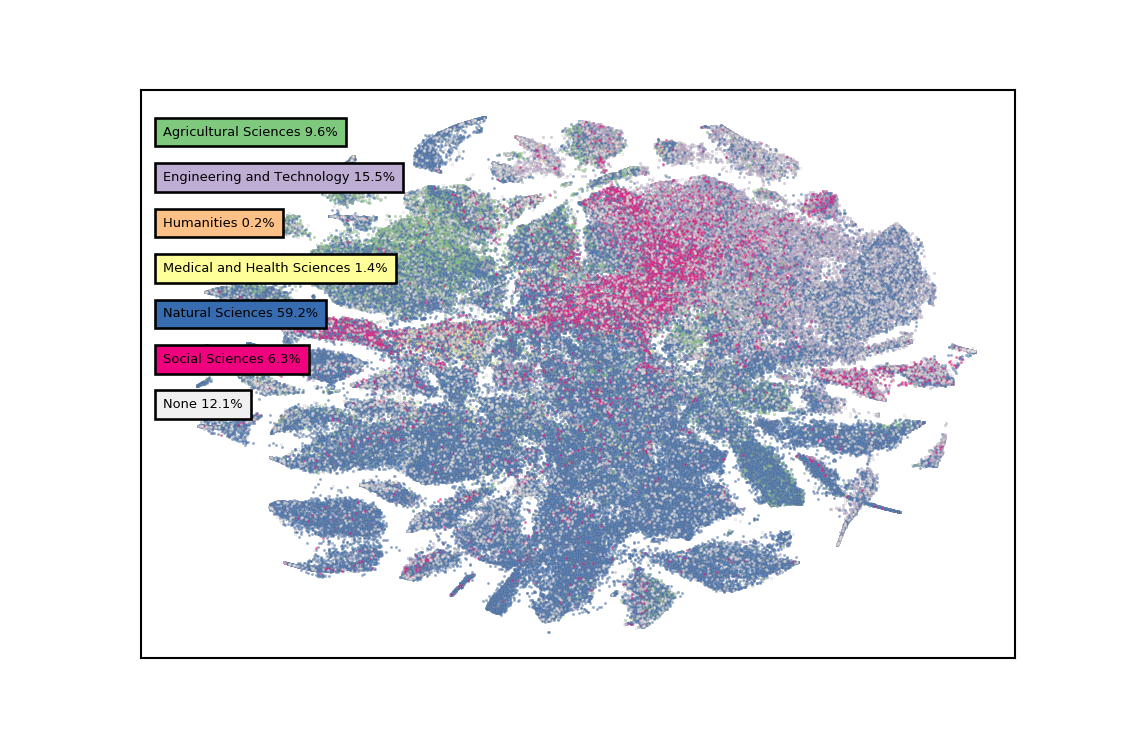 Agricultural Sciences 9.6%
Engineering and Technology 15.5%
Humanities 0.2%
Medical and Health Sciences 1.4%
Natural Sciences 59.2%
Social Sciences 6.3%
None 12.1%